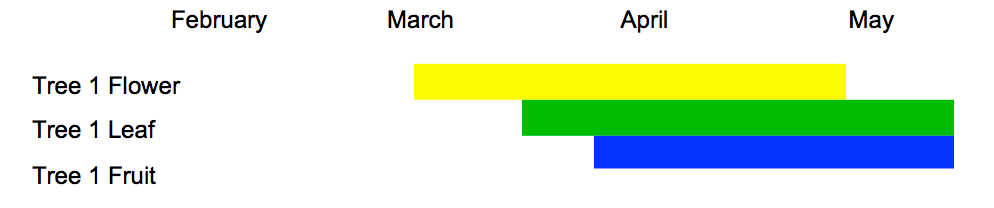 February March April May
Tree 1 Flower
Tree 1 Leaf
Tree 1 Fruit